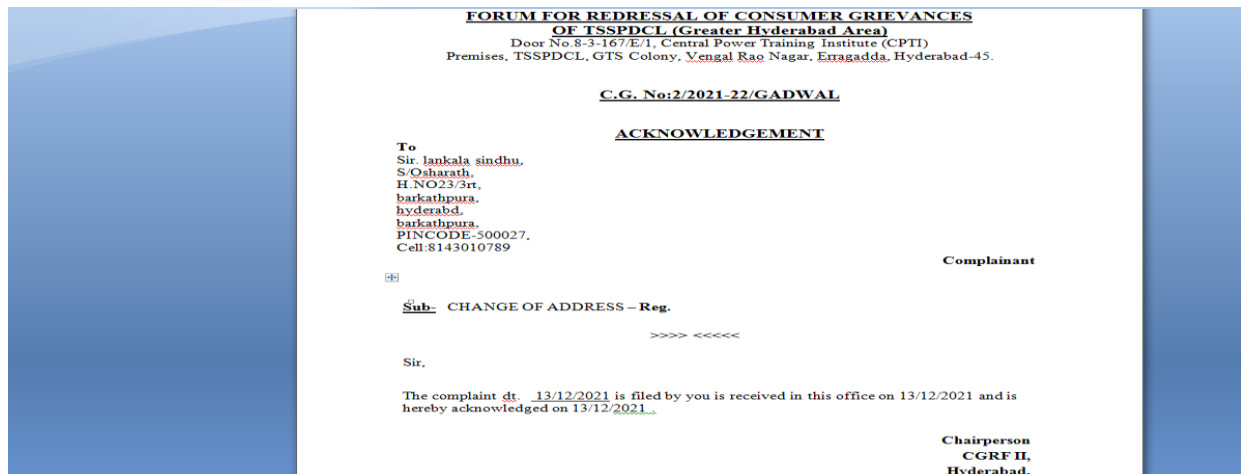 FORUM FOR REDRESSAL OF CONSUMER GRIEVANCES
OF TSSPDCL (Greater Hyderabad Area)
Door No.8-3-167/E/1, Central Power Training Institute (CPTI)
Premises, TSSPDCL, GTS Colony, Vengal Rao Nagar, Erragadda, Hyderabad-45.
C.G. No:2/2021-22/GADWAL
ACKNOWLEDGEMENT
To
Sir. lankala sindhu,
S/Osharath,
H.NO23/3rt,
barkathpura,
hyderabd,
barkathpura,
PINCODE-500027,
Cell:8143010789
Complainant
Sub- CHANGE OF ADDRESS – Reg.
>>>> <<<<<
Sir,
The complaint dt. 13/12/2021 is filed by you is received in this office on 13/12/2021 and is
hereby acknowledged on 13/12/2021 .
Chairperson
CGRF II,
Hyderabad.